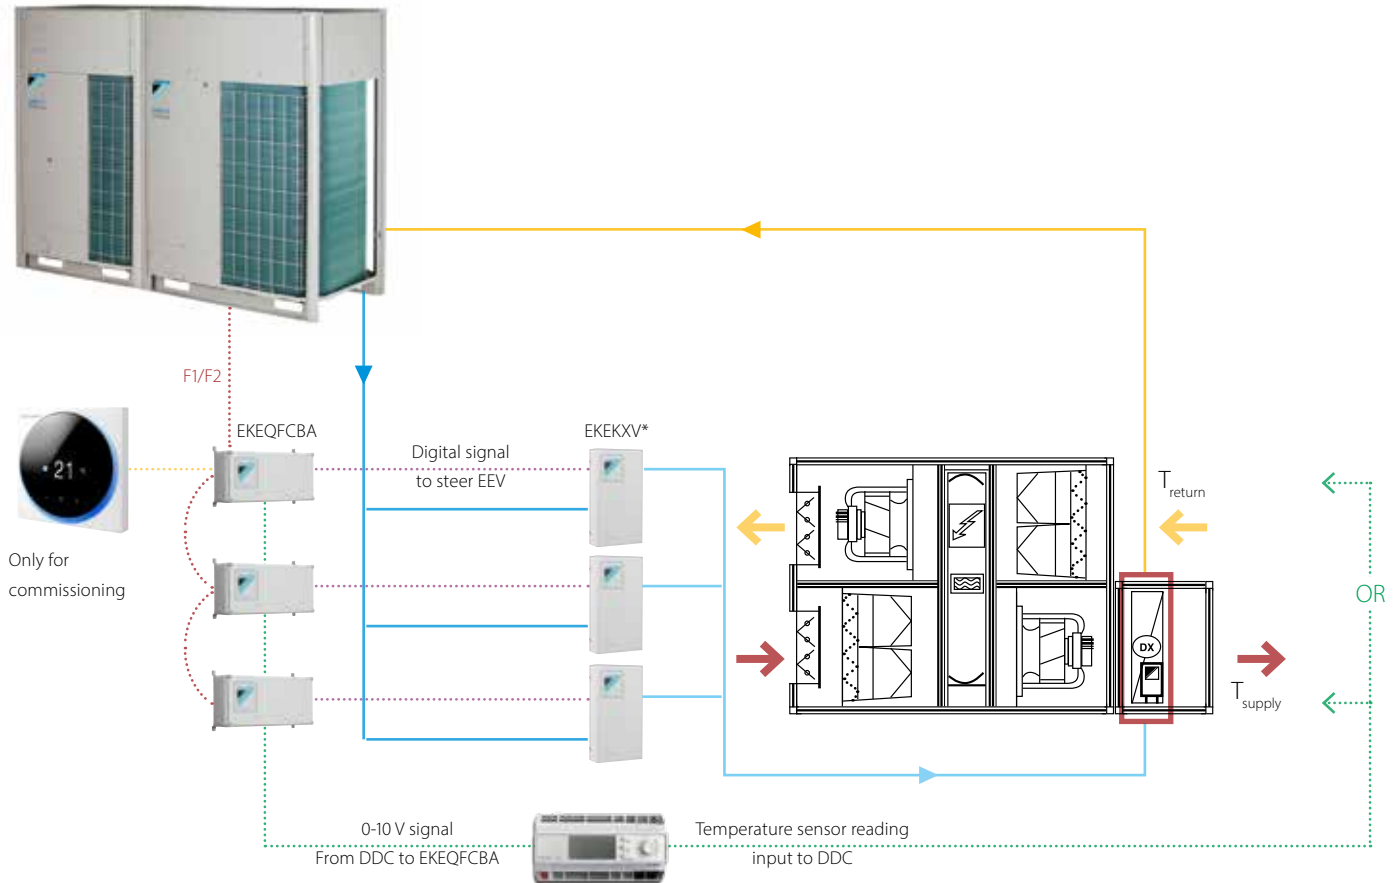 F1/F2
EKEQFCBA
EKEKXV*
Digital signal
to steer EEV
21
Only for
commissioning
T return
OR
DX
T supply
0-10 V signal
From DDC to EKEQFCBA
Temperature sensor reading
input to DDC